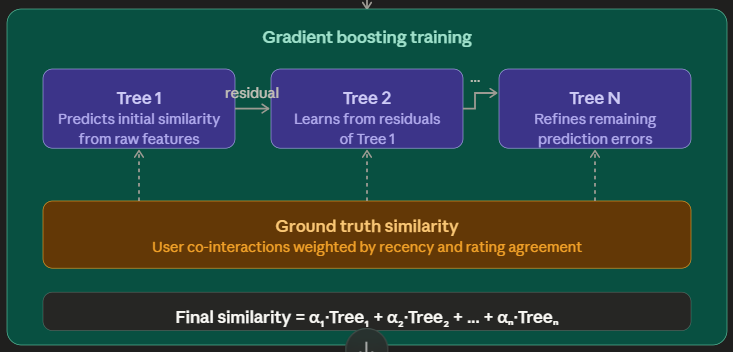 Gradient boosting training
Tree 1
Predicts initial similarity
from raw features
residual
Tree 2
Learns from residuals
of Tree 1
...
Tree N
Refines remaining
prediction errors
Ground truth similarity
User co-interactions weighted by recency and rating agreement
Final similarity = α₁·Tree₁ + α₂·Tree₂ + ... + αₙ·Treeₙ